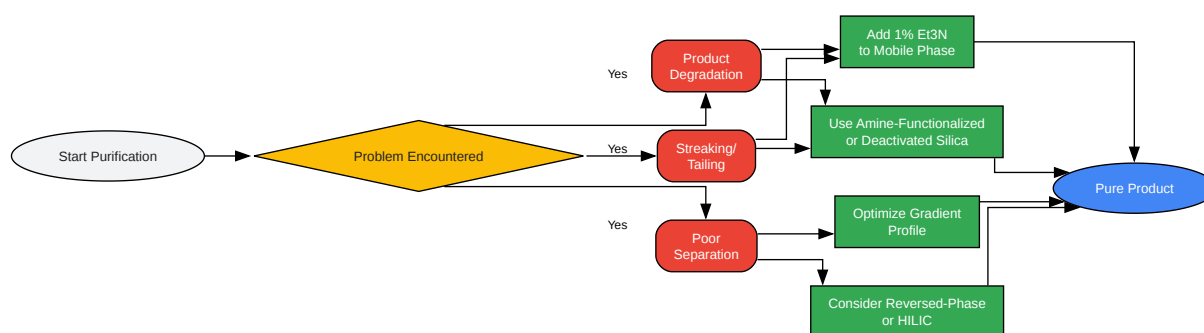 Start Purification
Problem Encountered
Yes
Product
Degradation
Yes
Streaking/
Tailing
Yes
Poor
Separation
Add 1% Et3N
to Mobile Phase
Use Amine-Functionalized
or Deactivated Silica
Optimize Gradient
Profile
Consider Reversed-Phase
or HILIC
Pure Product